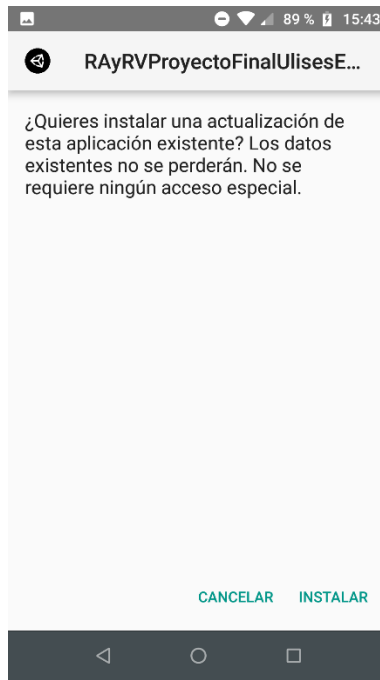 89 % 15:43
RAyRVProyectoFinalUlisesE...
¿Quieres instalar una actualización de
esta aplicación existente? Los datos
existentes no se perderán. No se
requiere ningún acceso especial.
CANCELAR INSTALAR